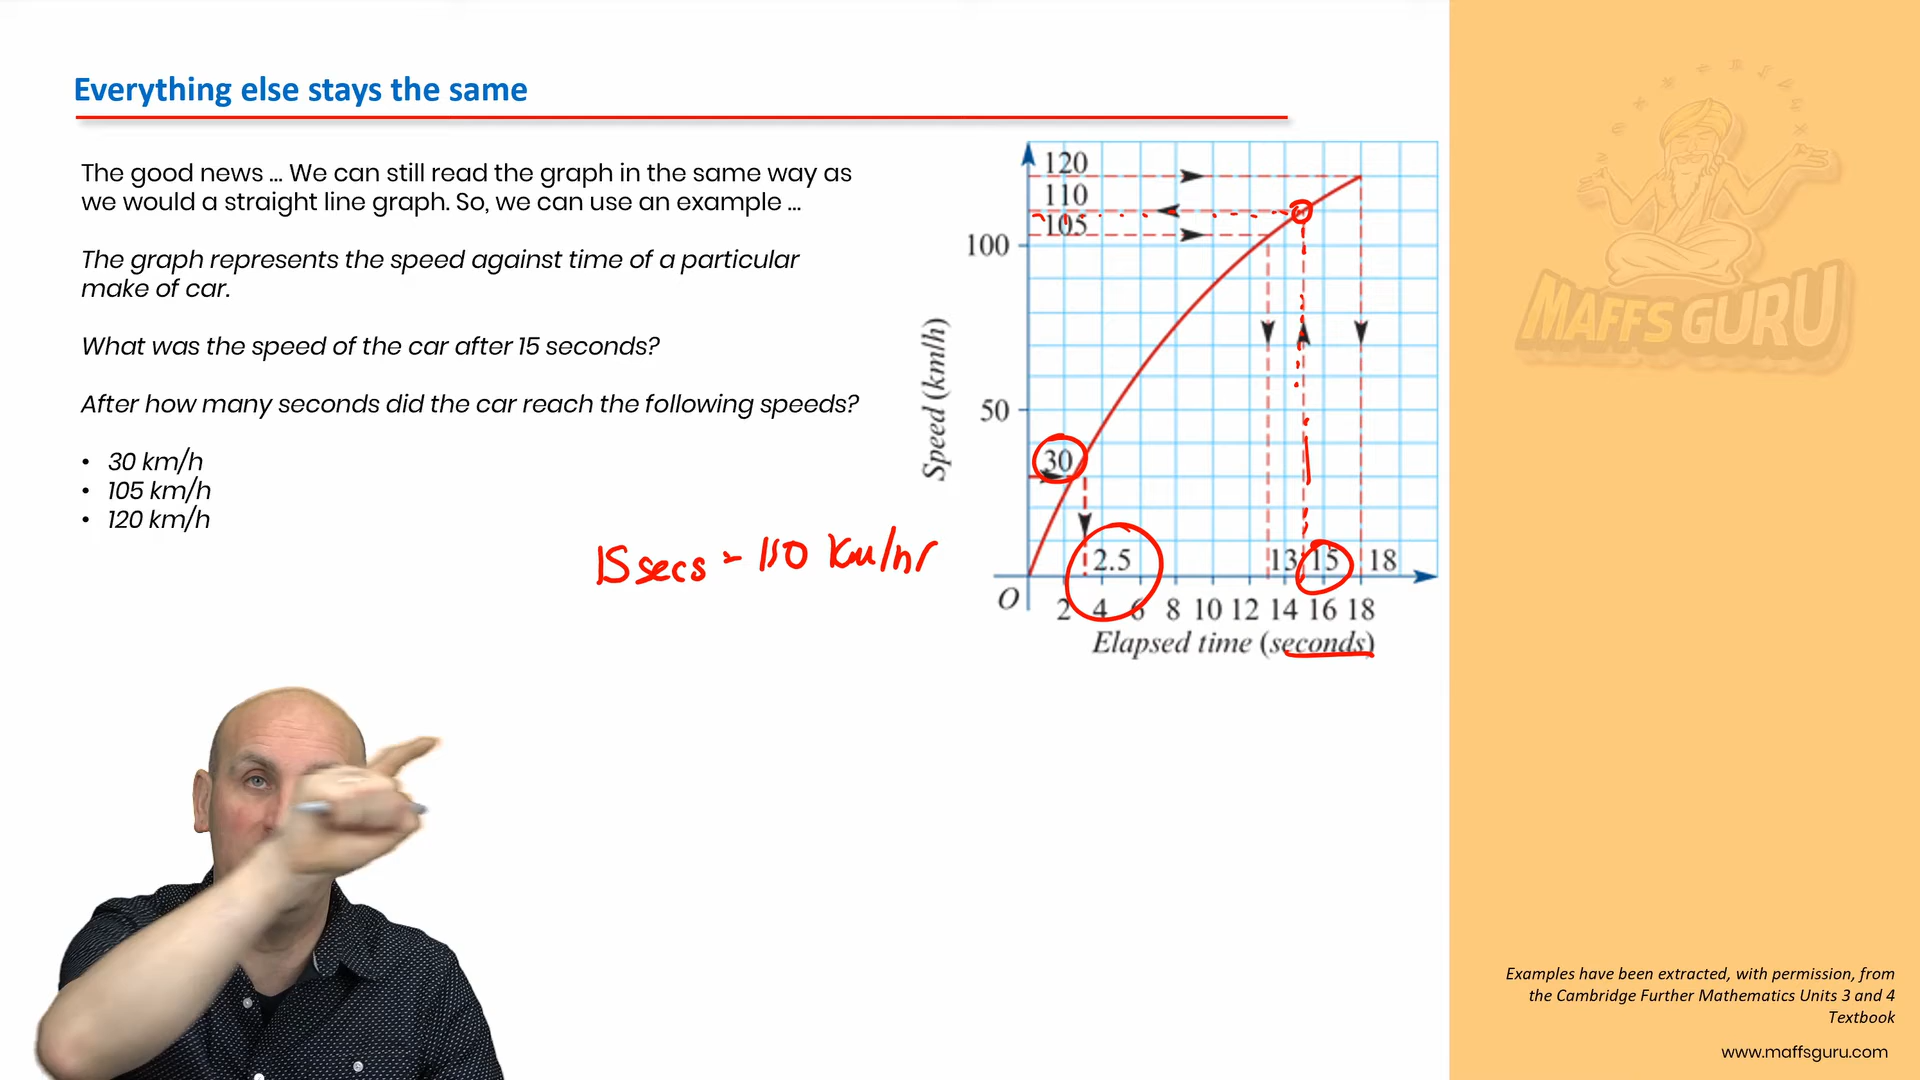 Everything else stays the same
The good news ... We can still read the graph in the same way as
we would a straight line graph. So, we can use an example ...
The graph represents the speed against time of a particular
make of car.
What was the speed of the car after 15 seconds?
After how many seconds did the car reach the following speeds?
• 30 km/h
• 105 km/h
• 120 km/h
15 secs - 110 km/hr
120
110
105
100
50
30
Speed (km/h)
2.5 13 15 18
O 2 4 6 8 10 12 14 16 18
Elapsed time (seconds)
MAFFS GURU
Examples have been extracted, with permission, from
the Cambridge Further Mathematics Units 3 and 4
Textbook
www.maffsguru.com